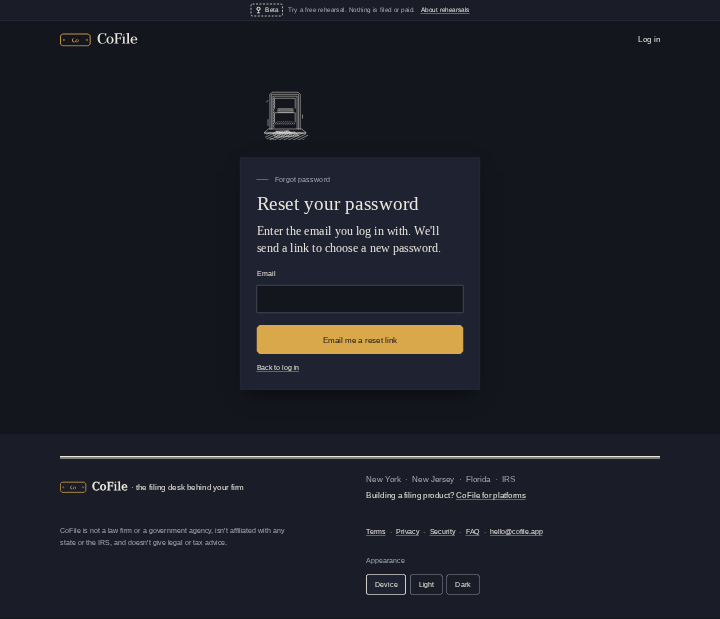 Beta Try a free rehearsal. Nothing is filed or paid. About rehearsals
Co CoFile
Log in
Forgot password
Reset your password
Enter the email you log in with. We'll
send a link to choose a new password.
Email
Email me a reset link
Back to log in
Co CoFile · the filing desk behind your firm
CoFile is not a law firm or a government agency, isn't affiliated with any
state or the IRS, and doesn't give legal or tax advice.
New York · New Jersey · Florida · IRS
Building a filing product? CoFile for platforms
Terms · Privacy · Security · FAQ · hello@cofile.app
Appearance
Device Light Dark